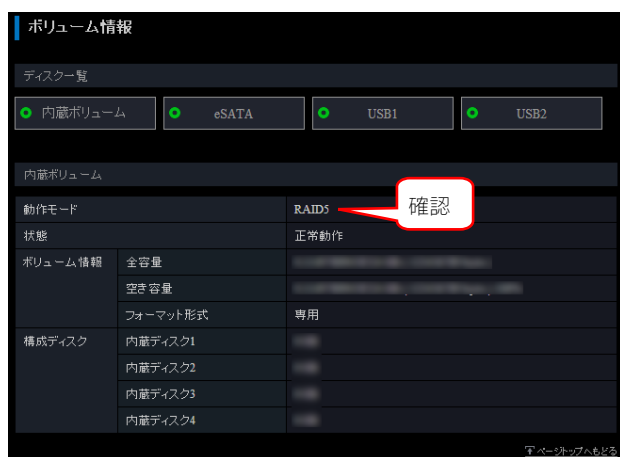 ボリューム情報
ディスク一覧
内蔵ボリューム eSATA USB1 USB2
内蔵ボリューム
動作モード RAID5 確認
状態 正常動作
ボリューム情報 全容量
空き容量
フォーマット形式 専用
構成ディスク 内蔵ディスク1
内蔵ディスク2
内蔵ディスク3
内蔵ディスク4
ページトップへもどる